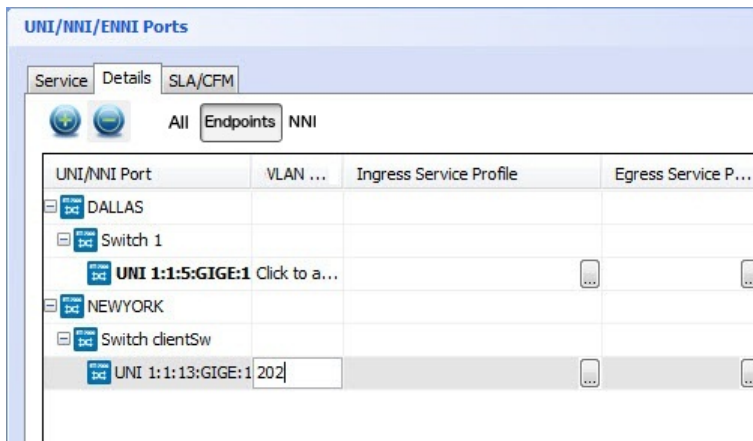 UNI/NNI/ENNI Ports
Service Details SLA/CFM
All Endpoints NNI
UNI/NNI Port VLAN ... Ingress Service Profile Egress Service P...
DALLAS
Switch 1
UNI 1:1:5:GIGE:1 Click to a... ... ...
NEWYORK
Switch clientSw
UNI 1:1:13:GIGE:1 202 ... ...